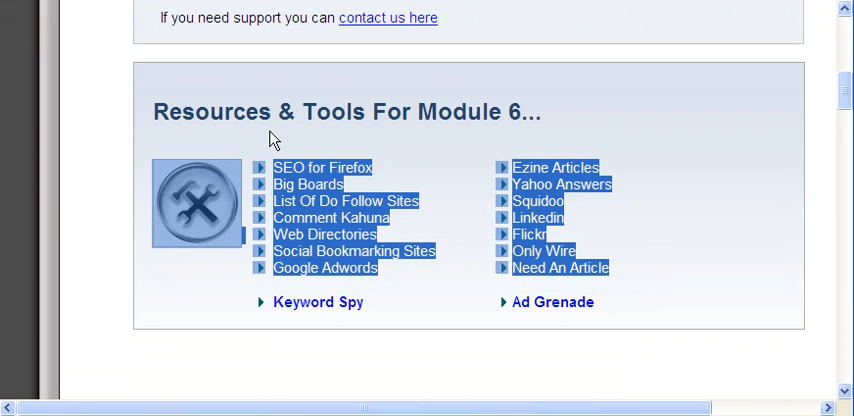 If you need support you can contact us here
Resources & Tools For Module 6...
SEO for Firefox
Big Boards
List Of Do Follow Sites
Comment Kahuna
Web Directories
Social Bookmarking Sites
Google Adwords
Keyword Spy
Ezine Articles
Yahoo Answers
Squidoo
Linkedin
Flickr
Only Wire
Need An Article
Ad Grenade